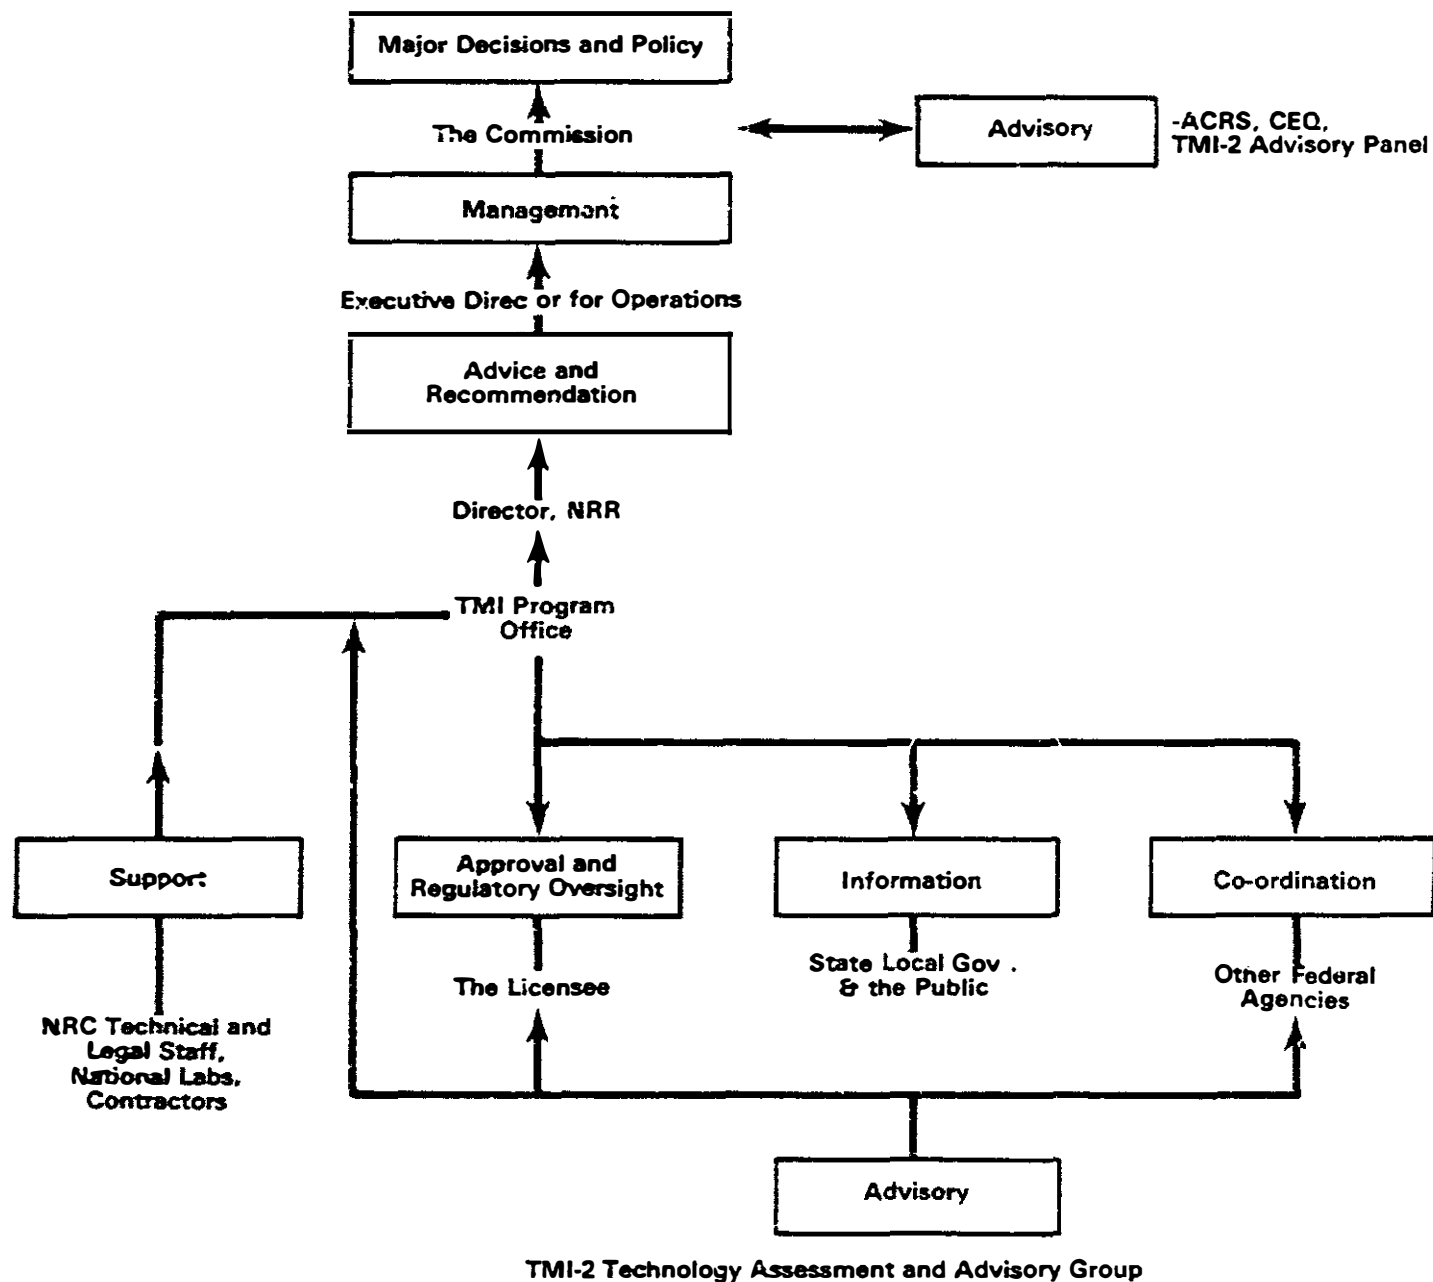 Major Decisions and Policy
The Commission
Advisory
-ACRS, CEQ,
TMI-2 Advisory Panel
Management
Executive Direc or for Operations
Advice and
Recommendation
Director, NRR
TMI Program
Office
Support
Approval and
Regulatory Oversight
Information
Co-ordination
NRC Technical and
Legal Staff,
National Labs,
Contractors
The Licensee
State Local Gov .
& the Public
Other Federal
Agencies
Advisory
TMI-2 Technology Assessment and Advisory Group